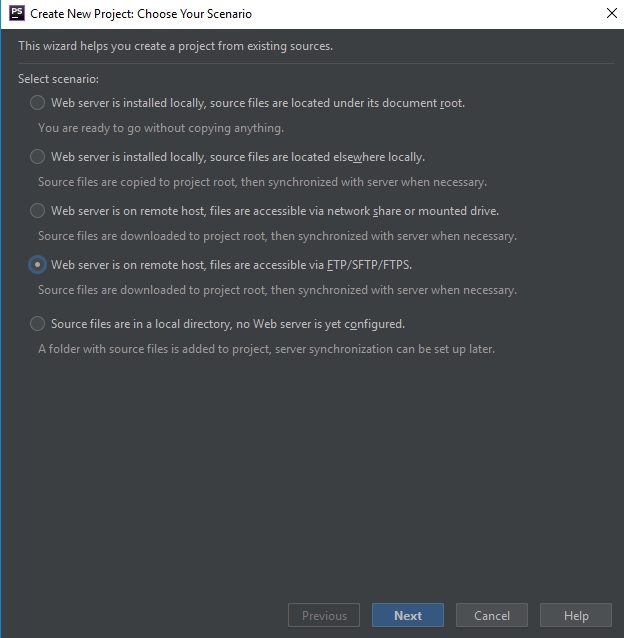 PS
Create New Project: Choose Your Scenario
This wizard helps you create a project from existing sources.
Select scenario:
Web server is installed locally, source files are located under its document root.
You are ready to go without copying anything.
Web server is installed locally, source files are located elsewhere locally.
Source files are copied to project root, then synchronized with server when necessary.
Web server is on remote host, files are accessible via network share or mounted drive.
Source files are downloaded to project root, then synchronized with server when necessary.
Web server is on remote host, files are accessible via FTP/SFTP/FTPS.
Source files are downloaded to project root, then synchronized with server when necessary.
Source files are in a local directory, no Web server is yet configured.
A folder with source files is added to project, server synchronization can be set up later.
Previous Next Cancel Help